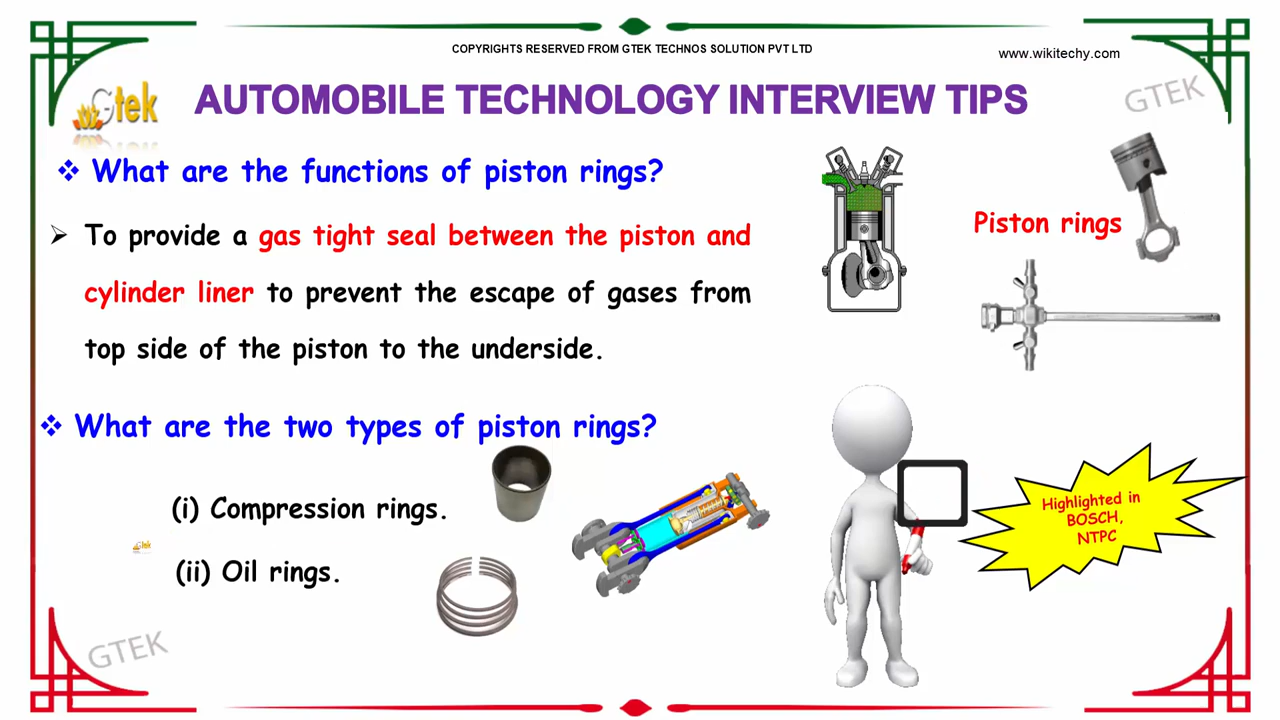 COPYRIGHTS RESERVED FROM GTEK TECHNOS SOLUTION PVT LTD
www.wikitechy.com
Gtek
AUTOMOBILE TECHNOLOGY INTERVIEW TIPS
GTEK
❖ What are the functions of piston rings?
➢ To provide a gas tight seal between the piston and
cylinder liner to prevent the escape of gases from
top side of the piston to the underside.
Piston rings
❖ What are the two types of piston rings?
(i) Compression rings.
(ii) Oil rings.
Highlighted in
BOSCH,
NTPC
Gtek
GTEK